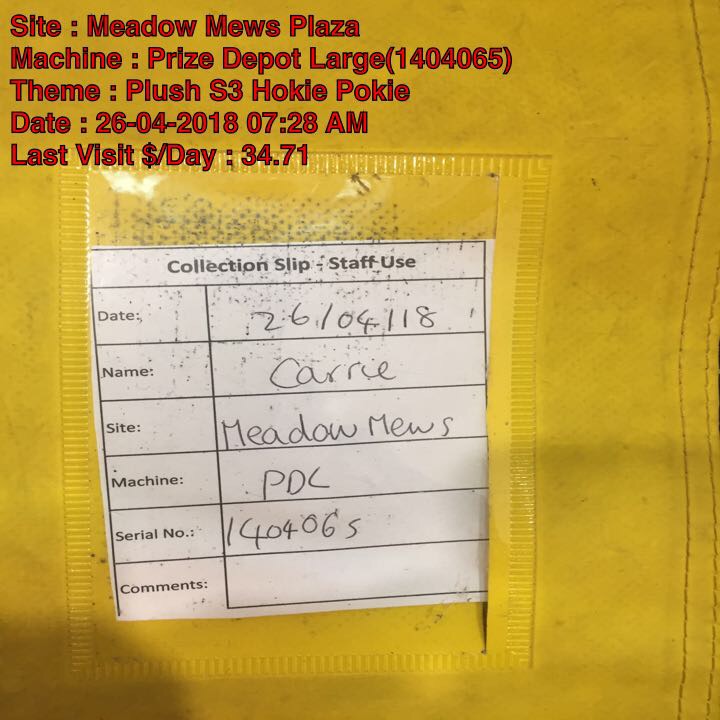 Site : Meadow Mews Plaza
Machine : Prize Depot Large(1404065)
Theme : Plush S3 Hokie Pokie
Date : 26-04-2018 07:28 AM
Last Visit $/Day : 34.71
Collection Slip - Staff Use
Date: 26/04/18
Name: Carrie
Site: Meadow Mews
Machine: PDL
Serial No.: 1404065
Comments: